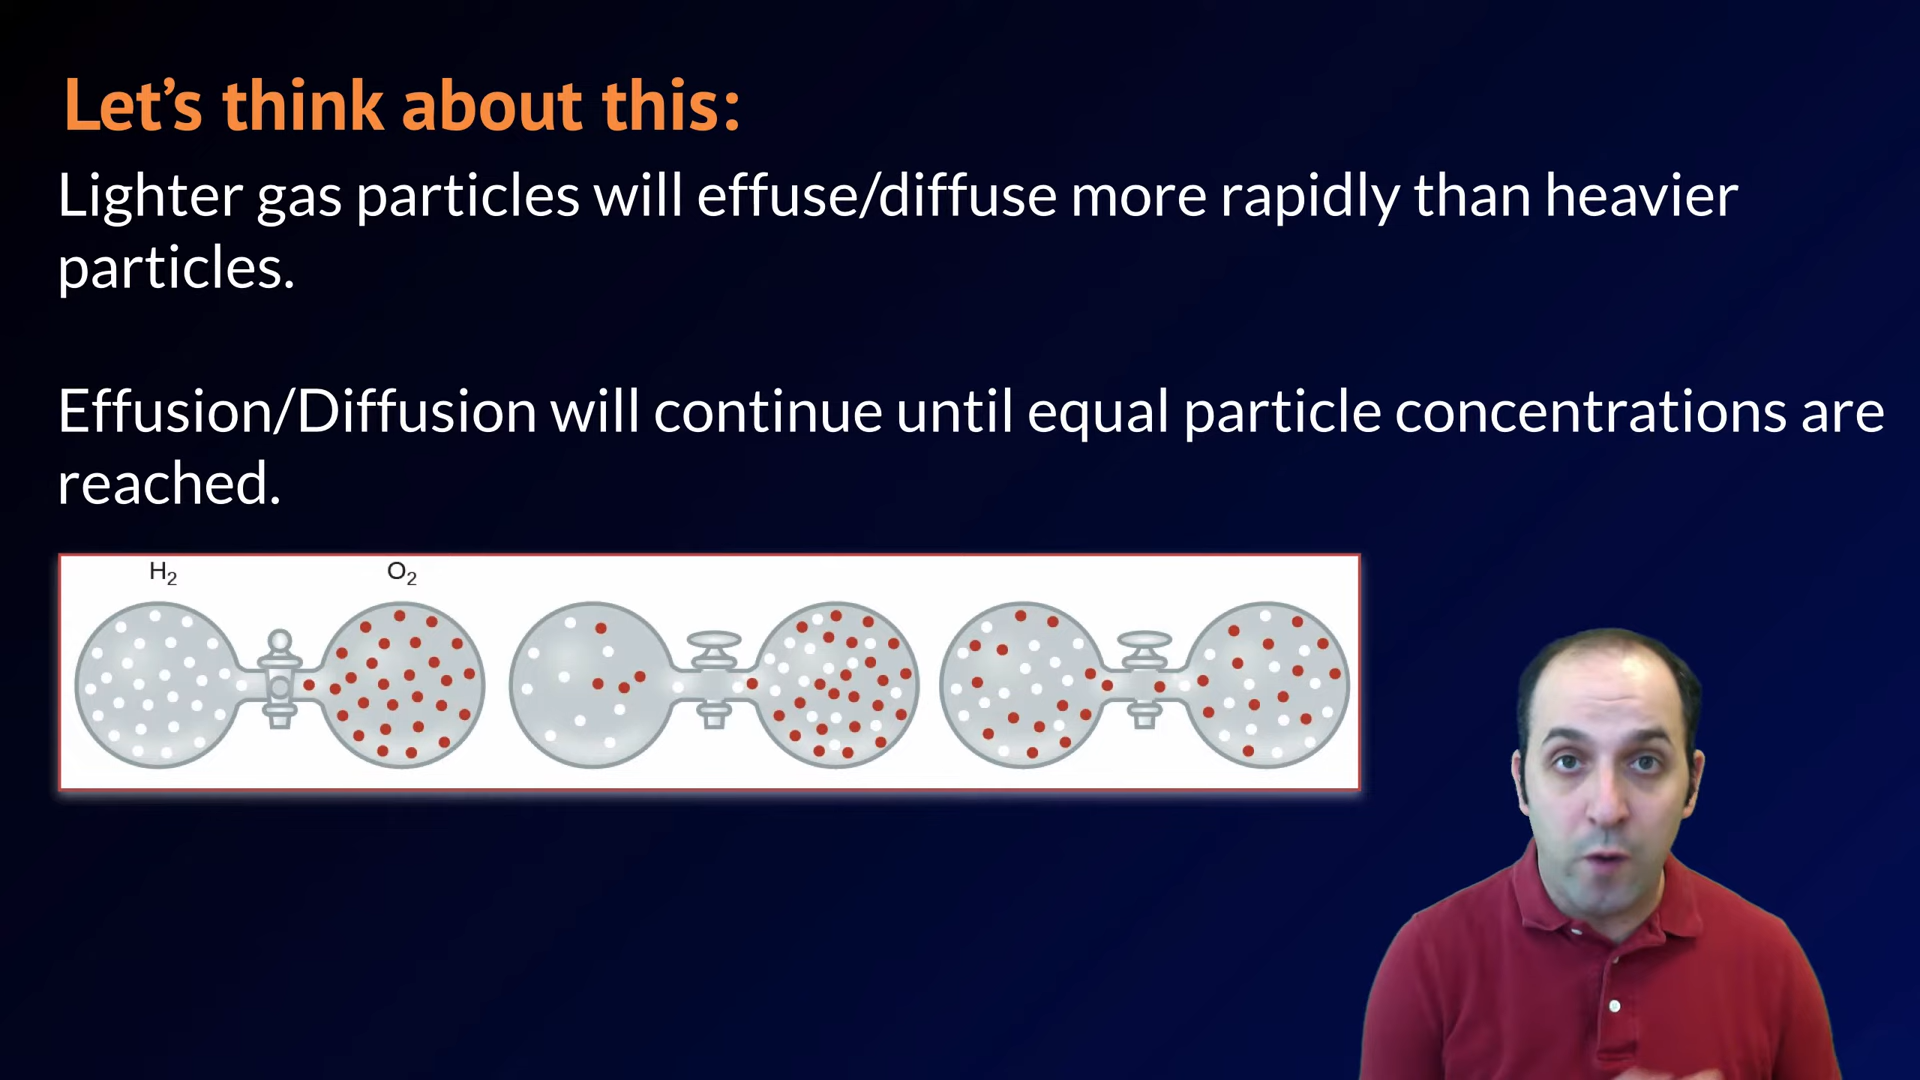 Let's think about this:
Lighter gas particles will effuse/diffuse more rapidly than heavier
particles.
Effusion/Diffusion will continue until equal particle concentrations are
reached.
H₂ O₂